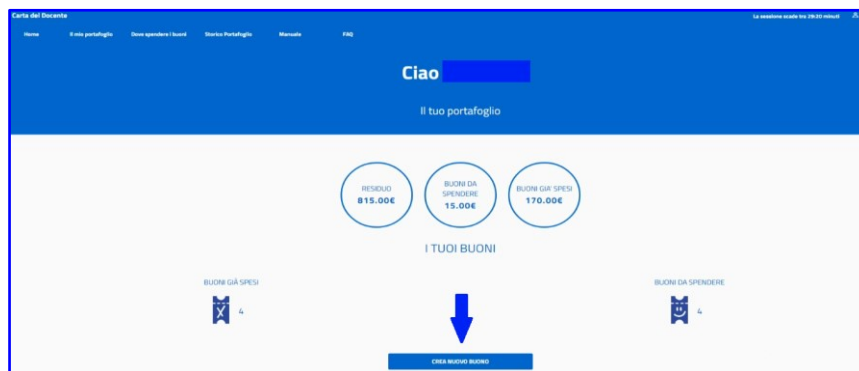 Carta del Docente
La sessione scade tra 29:20 minuti
Home Il mio portafoglio Dove spendere i buoni Storico Portafoglio Manuale FAQ
Ciao
Il tuo portafoglio
RESIDUO
815.00€
BUONI DA SPENDERE
15.00€
BUONI GIA' SPESI
170.00€
I TUOI BUONI
BUONI GIÀ SPESI
4
BUONI DA SPENDERE
4
CREA NUOVO BUONO